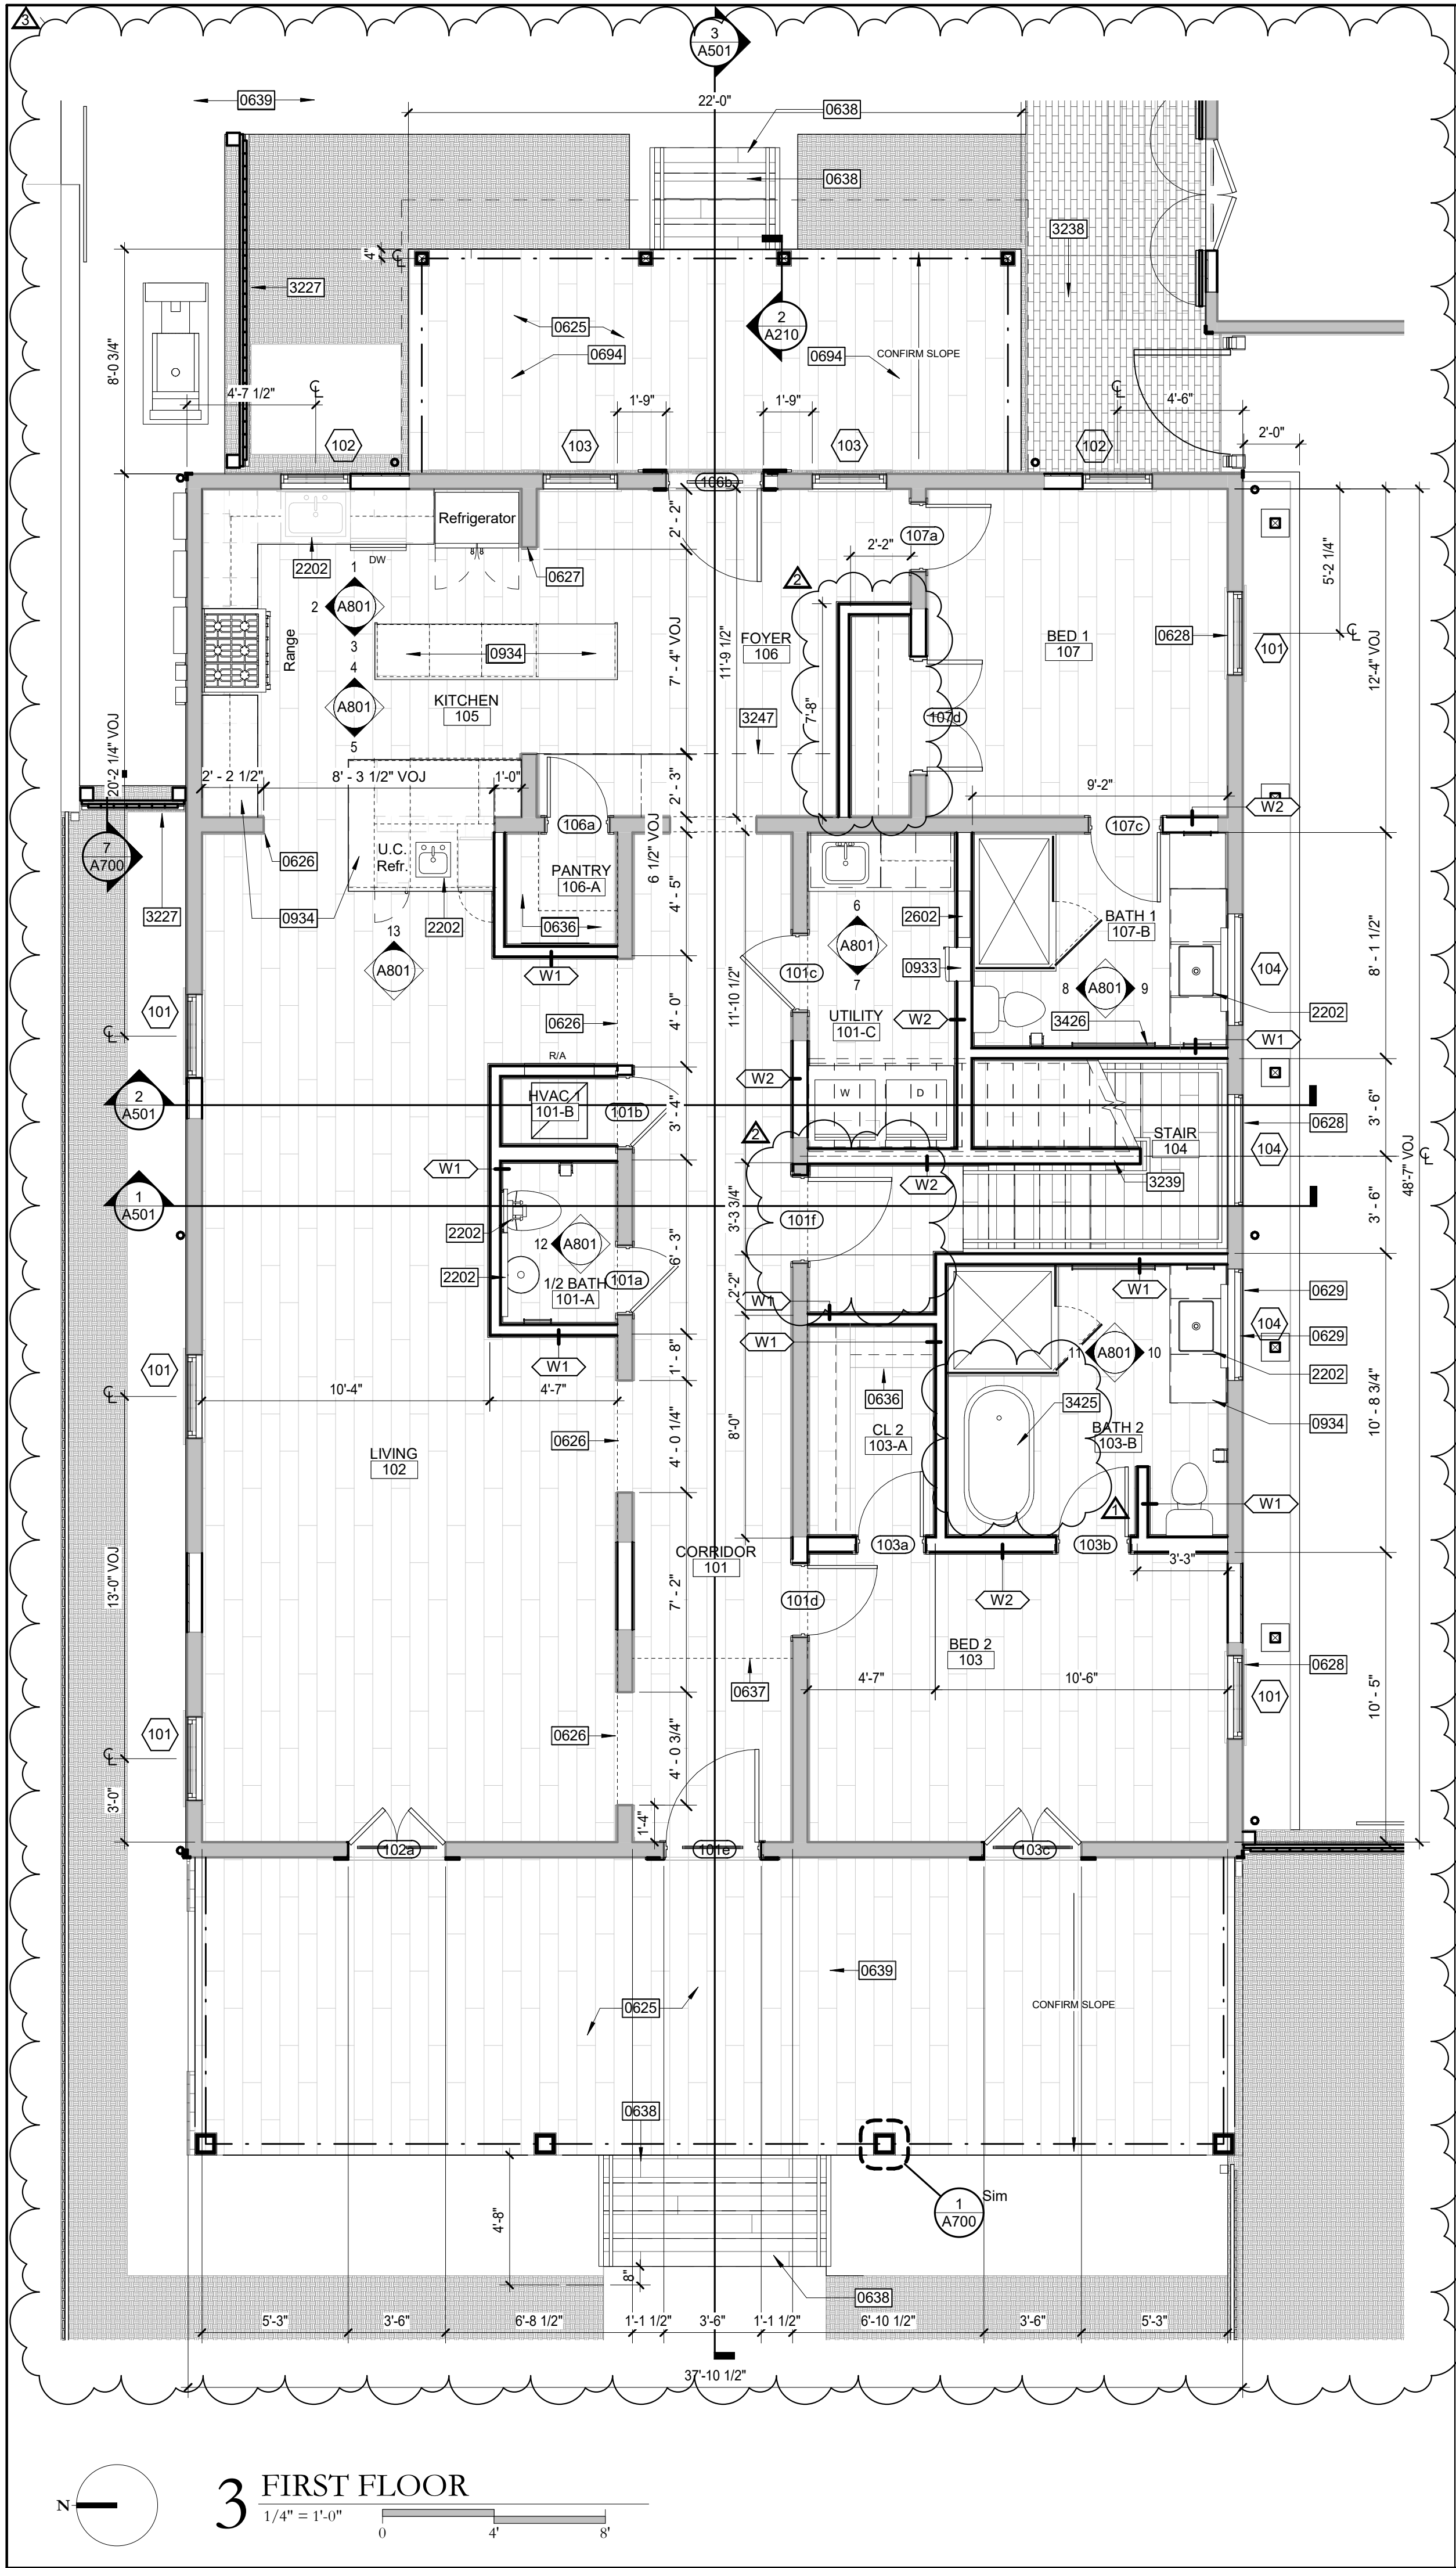 3
3
A501
0639
22'-0"
0638
0638
3238
4"
CL
3227
0625
2
A210
0694
0694
CONFIRM SLOPE
8'-0 3/4"
4'-7 1/2"
CL
CL
4'-6"
1'-9"
1'-9"
2'-0"
102
103
103
102
106b
Refrigerator
DW
2202
0627
2'-2"
2'-2"
107a
5'-2 1/4"
1
2 A801
3
Range
2
FOYER
106
BED 1
107
0628
101
CL
0934
4
A801
5
KITCHEN
105
7'-4" VOJ
11'-9 1/2"
7'-8"
3247
107d
12'-4" VOJ
20'-2 1/4" VOJ
2'-2 1/2"
8'-3 1/2" VOJ
1'-0"
2'-3"
9'-2"
W2
106a
107c
7
A700
0626
U.C.
Refr.
PANTRY
106-A
6 1/2" VOJ
3227
0934
2202
0636
4'-5"
6
A801
7
2602
BATH 1
107-B
13
A801
W1
101c
0933
8 A801 9
104
8'-1 1/2"
101
CL
0626
4'-0"
11'-10 1/2"
UTILITY
101-C
W2
3426
2202
W1
R/A
HVAC 1
101-B
101b
3'-4"
W2
W
D
2
A501
0628
3'-6"
2
STAIR
104
104
48'-7" VOJ
CL
W1
W2
3239
1
A501
2202
12 A801
6'-3"
3'-3 3/4"
101f
3'-6"
2202
1/2 BATH
101-A
101a
2'-2"
W1
W1
0629
104
0629
W1
W1
11 A801 10
101
CL
1'-8"
0636
2202
10'-4"
4'-7"
3425
0934
10'-8 3/4"
LIVING
102
0626
4'-0 1/4"
8'-0"
CL 2
103-A
BATH 2
103-B
1
W1
CORRIDOR
101
103a
103b
3'-3"
13'-0" VOJ
7'-2"
101d
W2
BED 2
103
0628
0637
4'-7"
10'-6"
101
101
CL
0626
4'-0 3/4"
10'-5"
3'-0"
1'-4"
102a
101e
103c
0639
0625
CONFIRM SLOPE
0638
1
A700
Sim
4'-8"
8"
0638
5'-3"
3'-6"
6'-8 1/2"
1'-1 1/2"
3'-6"
1'-1 1/2"
6'-10 1/2"
3'-6"
5'-3"
37'-10 1/2"
N
3 FIRST FLOOR
1/4" = 1'-0"
0
4'
8'